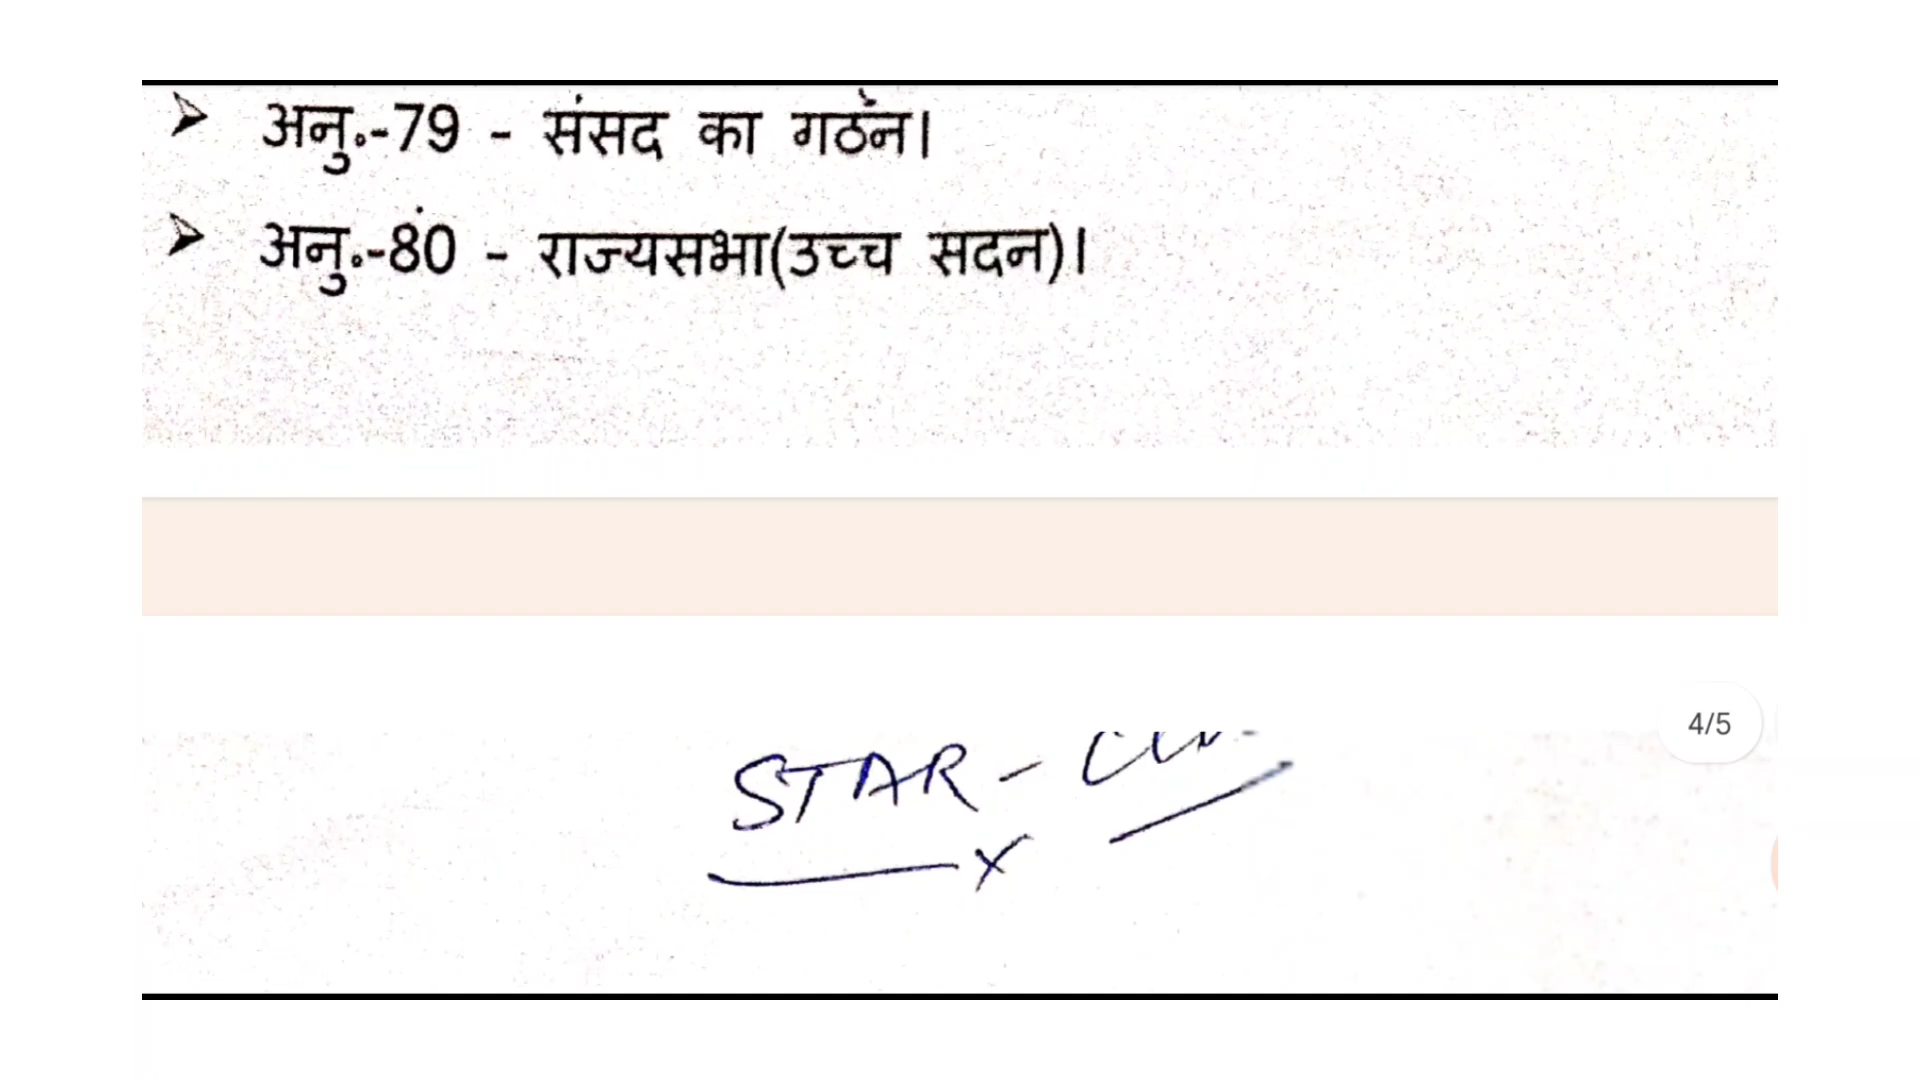 ➤ अनु॰-79 - संसद का गठन।
➤ अनु॰-80 - राज्यसभा(उच्च सदन)।
4/5
STAR -
x